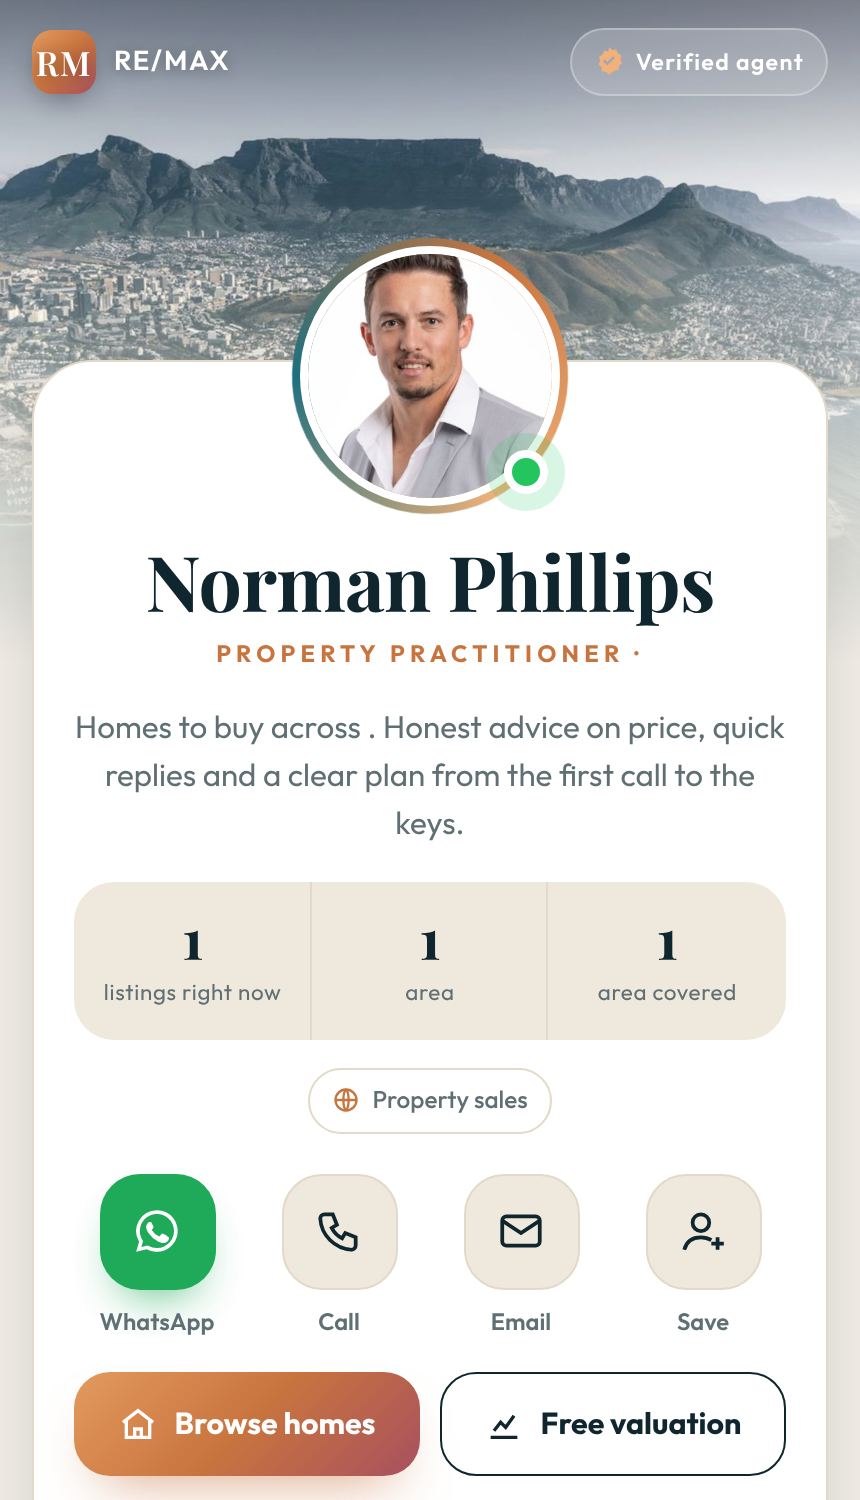 RM RE/MAX
Verified agent
Norman Phillips
PROPERTY PRACTITIONER ·
Homes to buy across . Honest advice on price, quick
replies and a clear plan from the first call to the
keys.
1 1 1
listings right now area area covered
Property sales
WhatsApp Call Email Save
Browse homes Free valuation